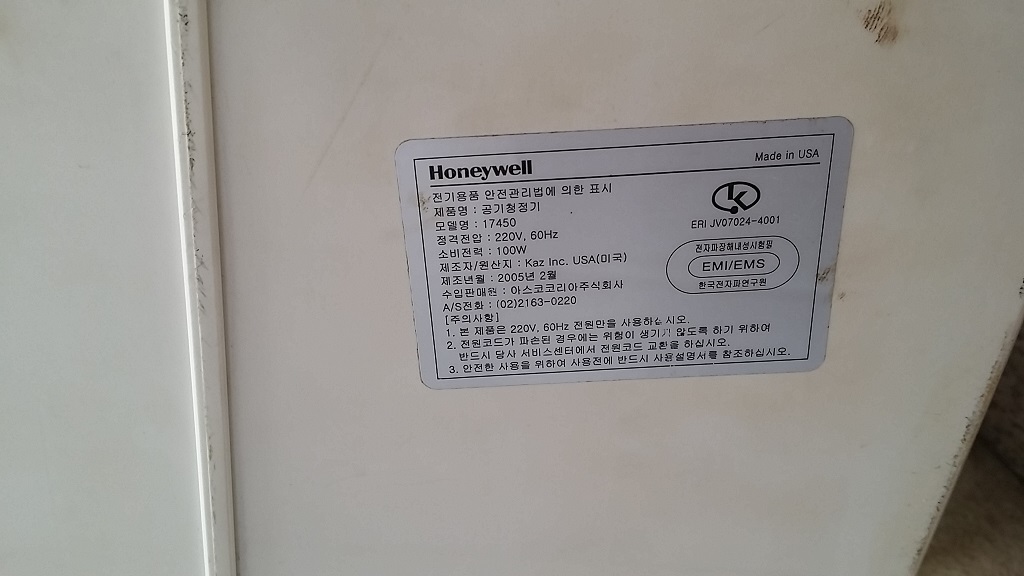 Honeywell
Made in USA
전기용품 안전관리법에 의한 표시
제품명 : 공기청정기
모델명 : 17450
정격전압 : 220V, 60Hz
소비전력 : 100W
제조자/원산지 : Kaz Inc. USA(미국)
제조년월 : 2005년 2월
수입판매원 : 아스코코리아주식회사
A/S전화 : (02)2163-0220
ERI JV07024-4001
전자파장해내성시험필
EMI/EMS
한국전자파연구원
[주의사항]
1. 본 제품은 220V, 60Hz 전원만을 사용하십시오.
2. 전원코드가 파손된 경우에는 위험이 생기지 않도록 하기 위하여
반드시 당사 서비스센터에서 전원코드 교환을 하십시오.
3. 안전한 사용을 위하여 사용전에 반드시 사용설명서를 참조하십시오.